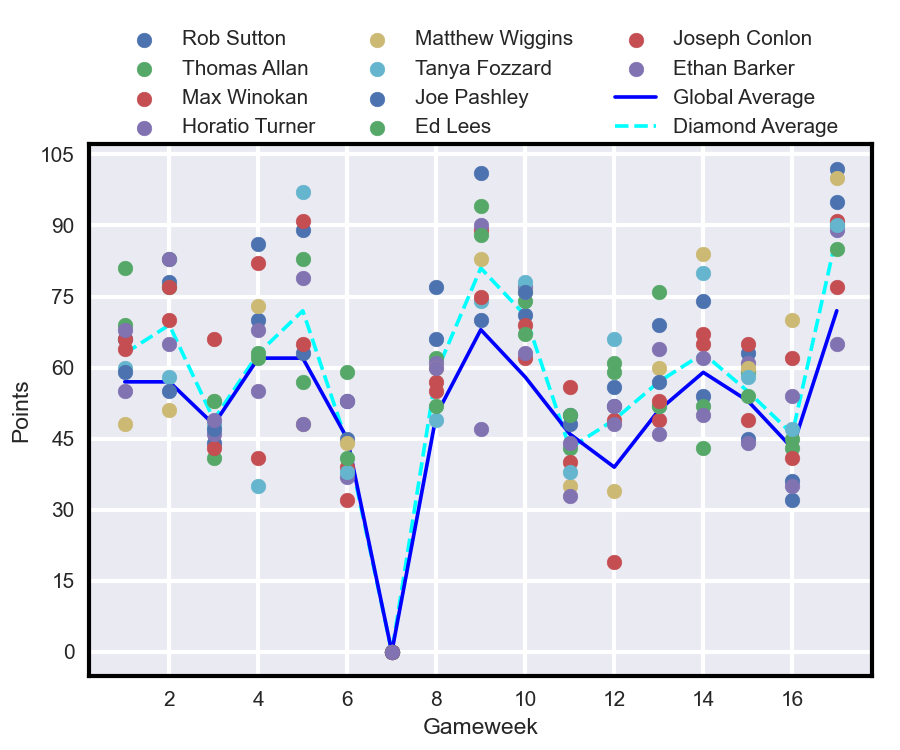 Rob Sutton
Thomas Allan
Max Winokan
Horatio Turner
Matthew Wiggins
Tanya Fozzard
Joe Pashley
Ed Lees
Joseph Conlon
Ethan Barker
Global Average
Diamond Average
105
90
75
60
45
30
15
0
Points
2 4 6 8 10 12 14 16
Gameweek